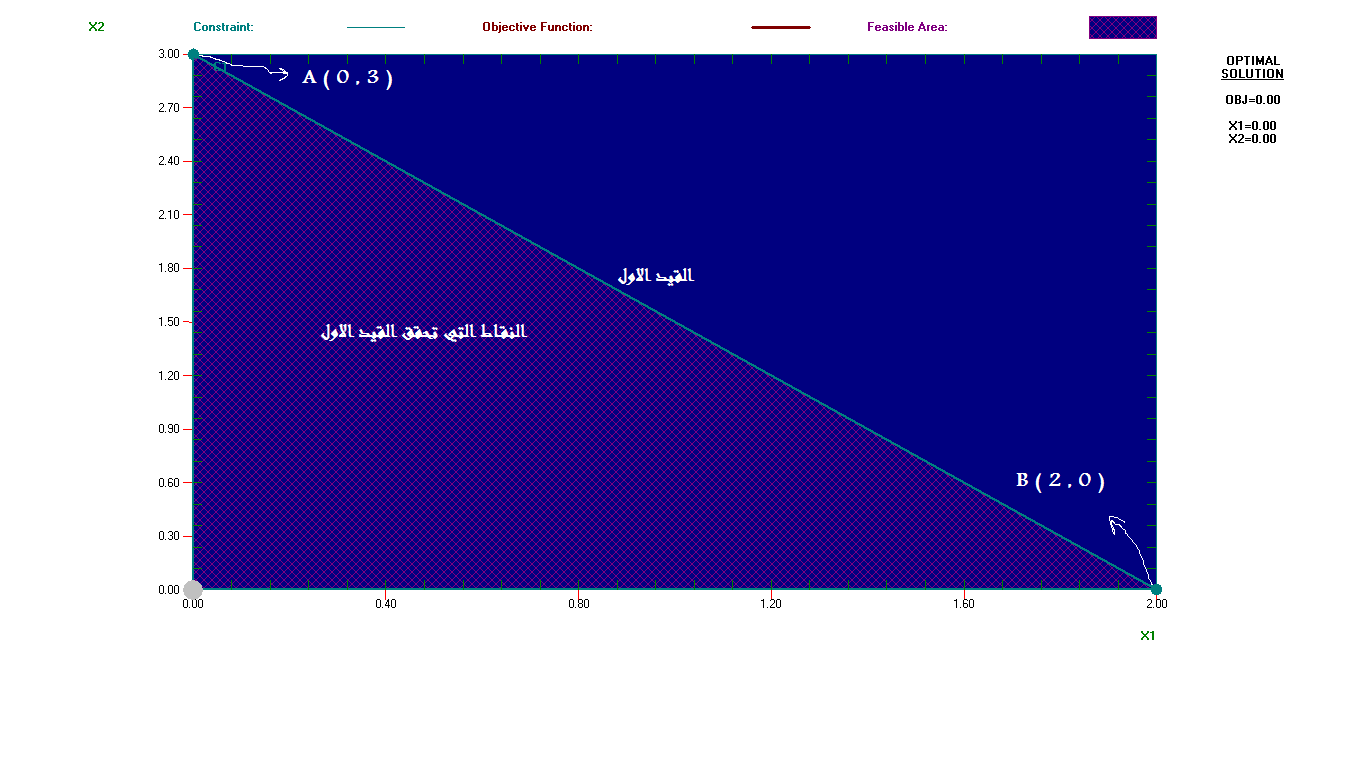 X2 Constraint: Objective Function: Feasible Area:
OPTIMAL
SOLUTION
OBJ=0.00
X1=0.00
X2=0.00
3.00
A ( 0 , 3 )
C1
2.70
2.40
2.10
1.80
القيد الاول
1.50
النقاط التي تحقق القيد الاول
1.20
0.90
0.60
B ( 2 , 0 )
0.30
0.00
0.00 0.40 0.80 1.20 1.60 2.00
X1